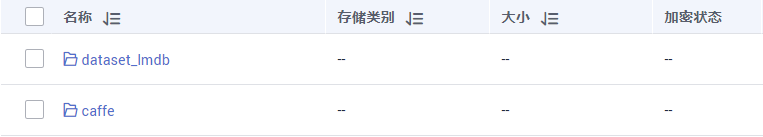 名称 存储类别 大小 加密状态
dataset_lmdb -- -- --
caffe -- -- --